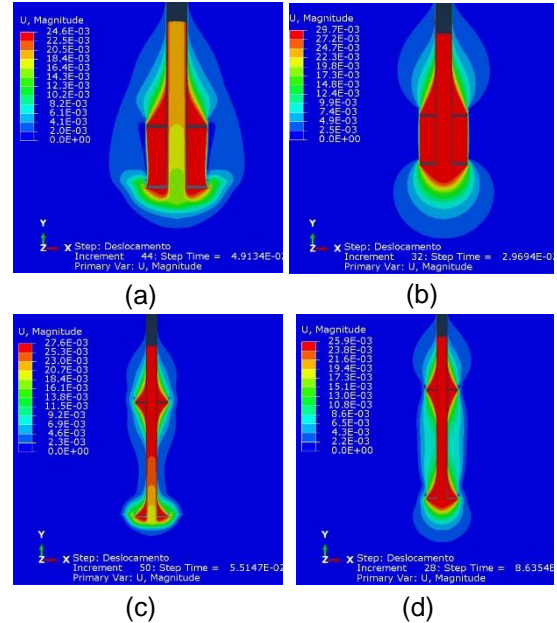 U, Magnitude
24.6E-03
22.5E-03
20.5E-03
18.4E-03
16.4E-03
14.3E-03
12.3E-03
10.2E-03
8.2E-03
6.1E-03
4.1E-03
2.0E-03
0.0E+00
Y
Z X
Step: Deslocamento
Increment 44: Step Time = 4.9134E-02
Primary Var: U, Magnitude
(a)
U, Magnitude
29.7E-03
27.2E-03
24.7E-03
22.3E-03
19.8E-03
17.3E-03
14.8E-03
12.4E-03
9.9E-03
7.4E-03
4.9E-03
2.5E-03
0.0E+00
Y
Z X
Step: Deslocamento
Increment 32: Step Time = 2.9694E-02
Primary Var: U, Magnitude
(b)
U, Magnitude
27.6E-03
25.3E-03
23.0E-03
20.7E-03
18.4E-03
16.1E-03
13.8E-03
11.5E-03
9.2E-03
6.9E-03
4.6E-03
2.3E-03
0.0E+00
Y
Z X
Step: Deslocamento
Increment 50: Step Time = 5.5147E-02
Primary Var: U, Magnitude
(c)
U, Magnitude
25.9E-03
23.8E-03
21.6E-03
19.4E-03
17.3E-03
15.1E-03
13.0E-03
10.8E-03
8.6E-03
6.5E-03
4.3E-03
2.2E-03
0.0E+00
Y
Z X
Step: Deslocamento
Increment 28: Step Time = 8.6354E
Primary Var: U, Magnitude
(d)